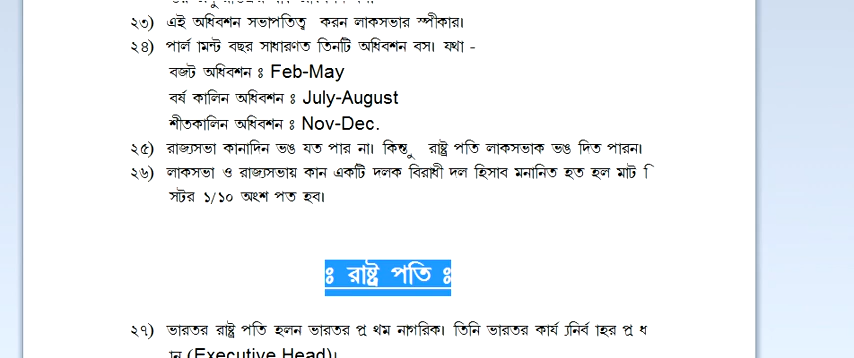 ২৩) এই অধিবশন সভাপতিত্ব করন লাকসভার স্পীকার।
২৪) পার্ল ামন্ট বছর সাধারণত তিনটি অধিবশন বস। যথা -
বজট অধিবশন ঃ Feb-May
বর্ষ কালিন অধিবশন ঃ July-August
শীতকালিন অধিবশন ঃ Nov-Dec.
২৫) রাজ্যসভা কানাদিন ভঙ যত পার না। কিন্তু রাষ্ট্র পতি লাকসভাক ভঙ দিত পারন।
২৬) লাকসভা ও রাজ্যসভায় কান একটি দলক বিরাধী দল হিসাব মনানিত হত হল মাট ি
সটর ১/১০ অংশ পত হব।
ঃ রাষ্ট্র পতি ঃ
২৭) ভারতর রাষ্ট্র পতি হলন ভারতর প্র থম নাগরিক। তিনি ভারতর কার্য নির্ব াহর প্র ধ
ান (Executive Head)।